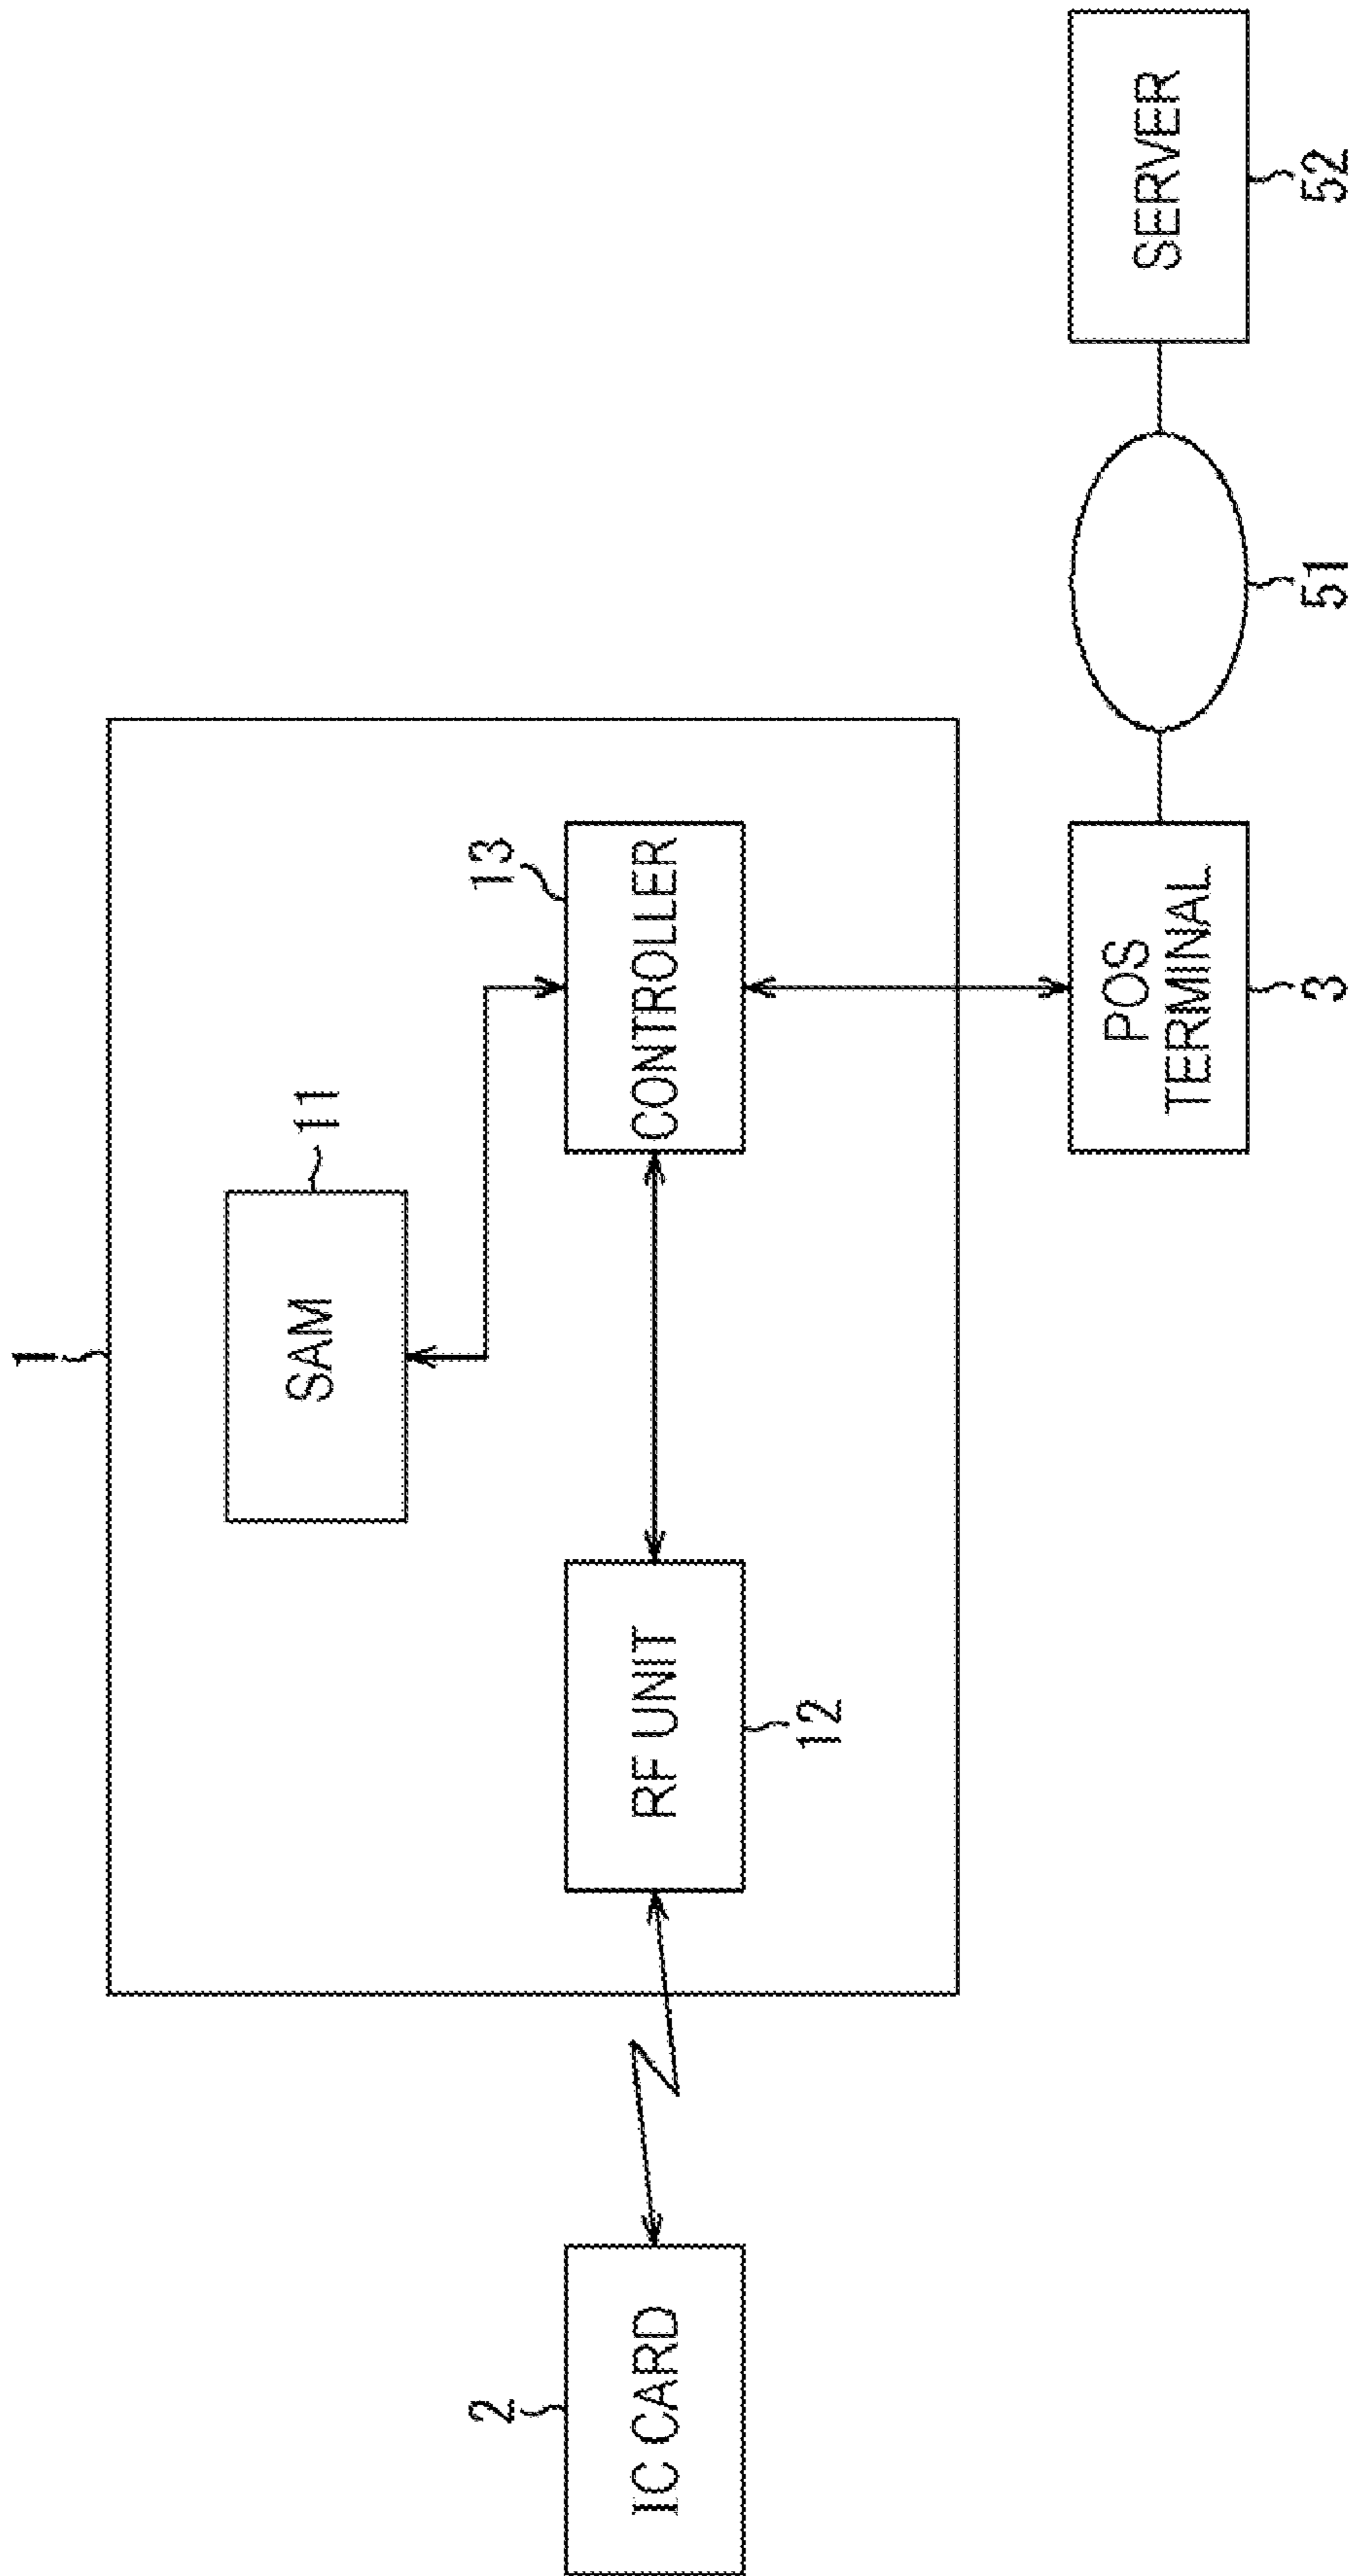 1
SAM
11
13
CONTROLLER
2
IC CARD
RF UNIT
12
POS
TERMINAL
3
51
SERVER
52